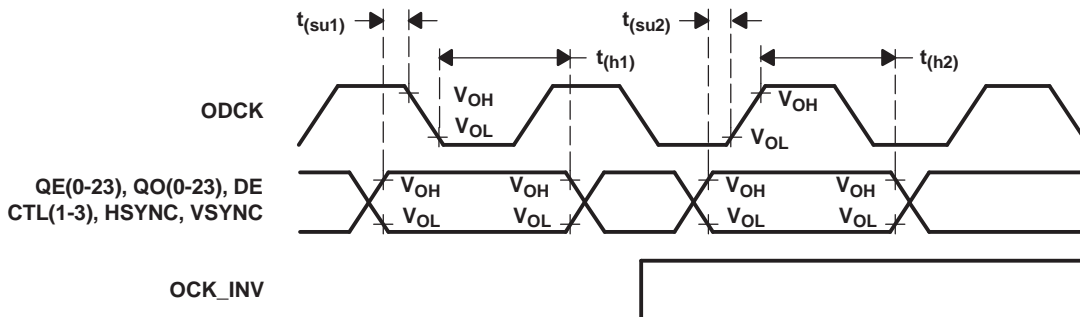 t(su1)
t(su2)
t(h1)
t(h2)
ODCK
VOH
VOL
VOH
VOL
QE(0-23), QO(0-23), DE
CTL(1-3), HSYNC, VSYNC
VOH
VOH
VOH
VOH
VOL
VOL
VOL
VOL
OCK_INV